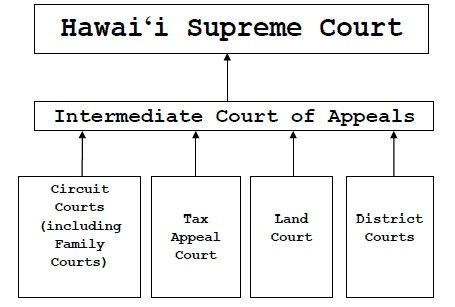 Hawaiʻi Supreme Court
Intermediate Court of Appeals
Circuit
Courts
(including
Family
Courts)
Tax
Appeal
Court
Land
Court
District
Courts